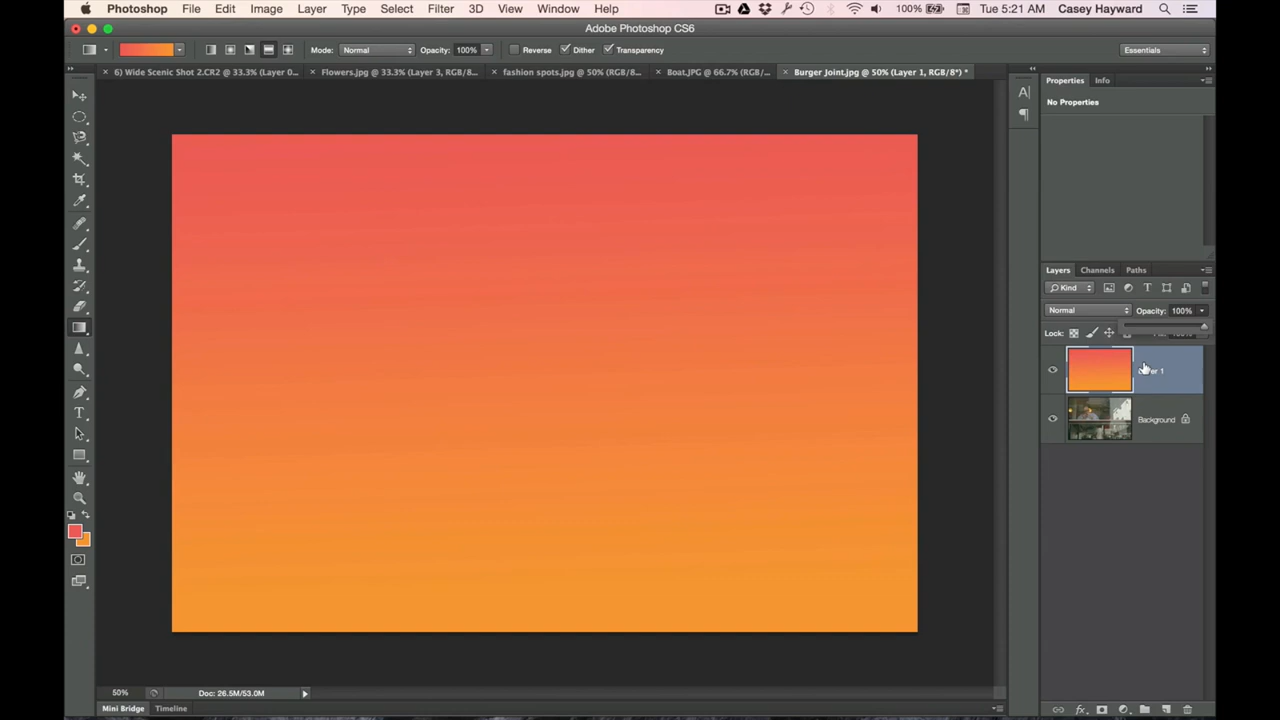 Photoshop File Edit Image Layer Type Select Filter 3D View Window Help 100% Tue 5:21 AM Casey Hayward
Adobe Photoshop CS6
Mode: Normal Opacity: 100% Reverse Dither Transparency Essentials
6) Wide Scenic Shot 2.CR2 @ 33.3% (Layer 0... Flowers.jpg @ 33.3% (Layer 3, RGB/8... fashion spots.jpg @ 50% (RGB/8... Boat.JPG @ 66.7% (RGB/... Burger Joint.jpg @ 50% (Layer 1, RGB/8*) *
Properties Info
No Properties
Layers Channels Paths
Kind
Normal Opacity: 100%
Lock:
1
Background
50% Doc: 26.5M/53.0M
Mini Bridge Timeline